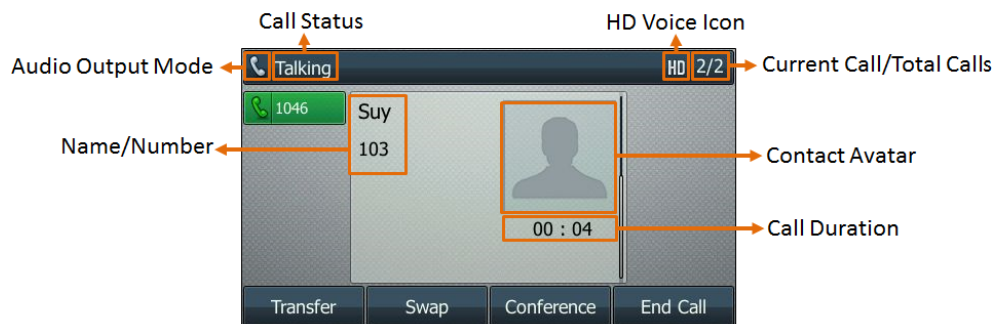 Call Status
HD Voice Icon
Audio Output Mode
Talking
HD
2/2
Current Call/Total Calls
1046
Suy
Name/Number
103
Contact Avatar
00 : 04
Call Duration
Transfer
Swap
Conference
End Call